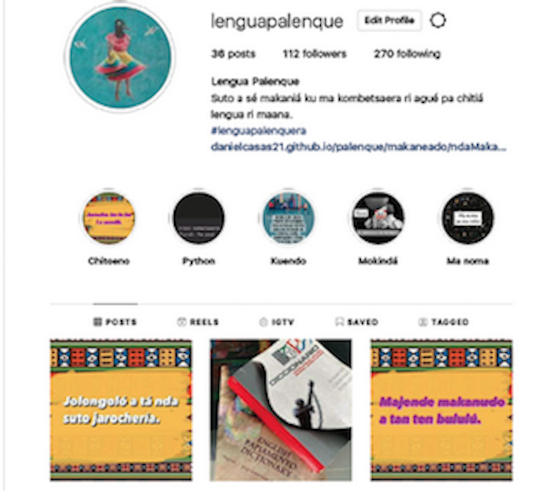 lenguapalenque Edit Profile
36 posts 112 followers 270 following
Lengua Palenque
Suto a sé makaniá ku ma kombetsaera ri agué pa chitiá
lengua ri maana.
#lenguapalenquera
danielcasas21.github.io/palenque/makaneado/ndaMaka...
Chitoeno Python Kuendo Mokindá Ma noma
POSTS REELS IGTV SAVED TAGGED
Jolongoló a tá nda
suto jarochería.
DICCIONARIO
ENGLISH
PAPIAMENTO
DICTIONARY
Majende makanudo
a tan ten bululú.